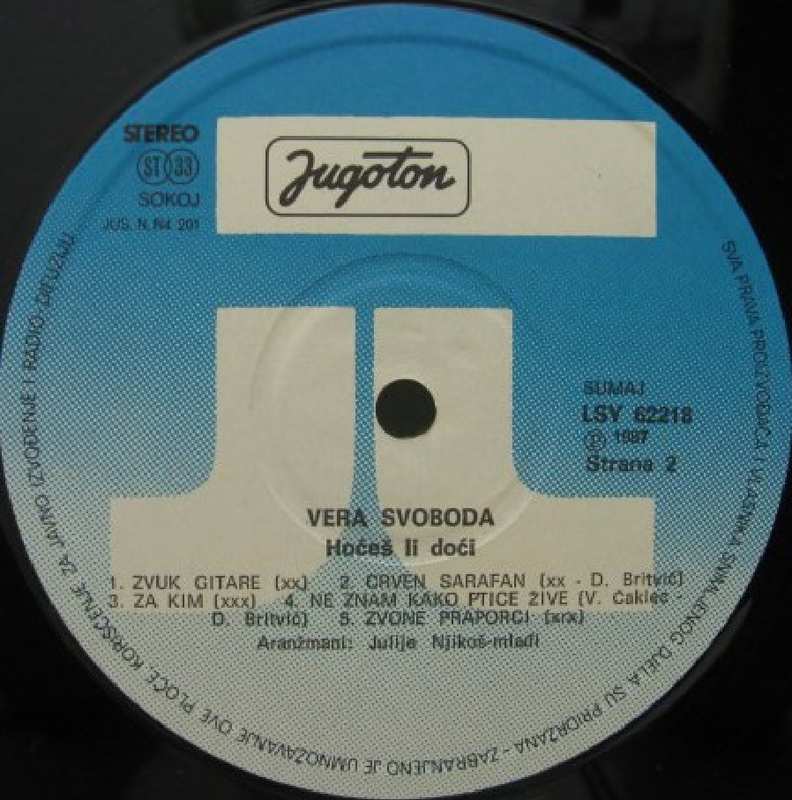 STEREO
ST 33
SOKOJ
JUS. N. N4. 201
Jugoton
SUMAJ
LSV 62218
Ⓟ 1987
Strana 2
VERA SVOBODA
Hoćeš li doći
1. ZVUK GITARE (xx) 2. CRVEN SARAFAN (xx - D. Britvić)
3. ZA KIM (xxx) 4. NE ZNAM KAKO PTICE ŽIVE (V. Čaklec -
D. Britvić) 5. ZVONE PRAPORCI (xrx)
Aranžmani: Julije Njikoš-mlađi
SVA PRAVA PROIZVOĐAČA I VLASNIKA SNIMLJENOG DJELA SU PRIDRŽANA - ZABRANJENO JE UMNOŽAVANJE OVE PLOČE, KORIŠĆENJE ZA JAVNO IZVOĐENJE I RADIO DIFUZIJU